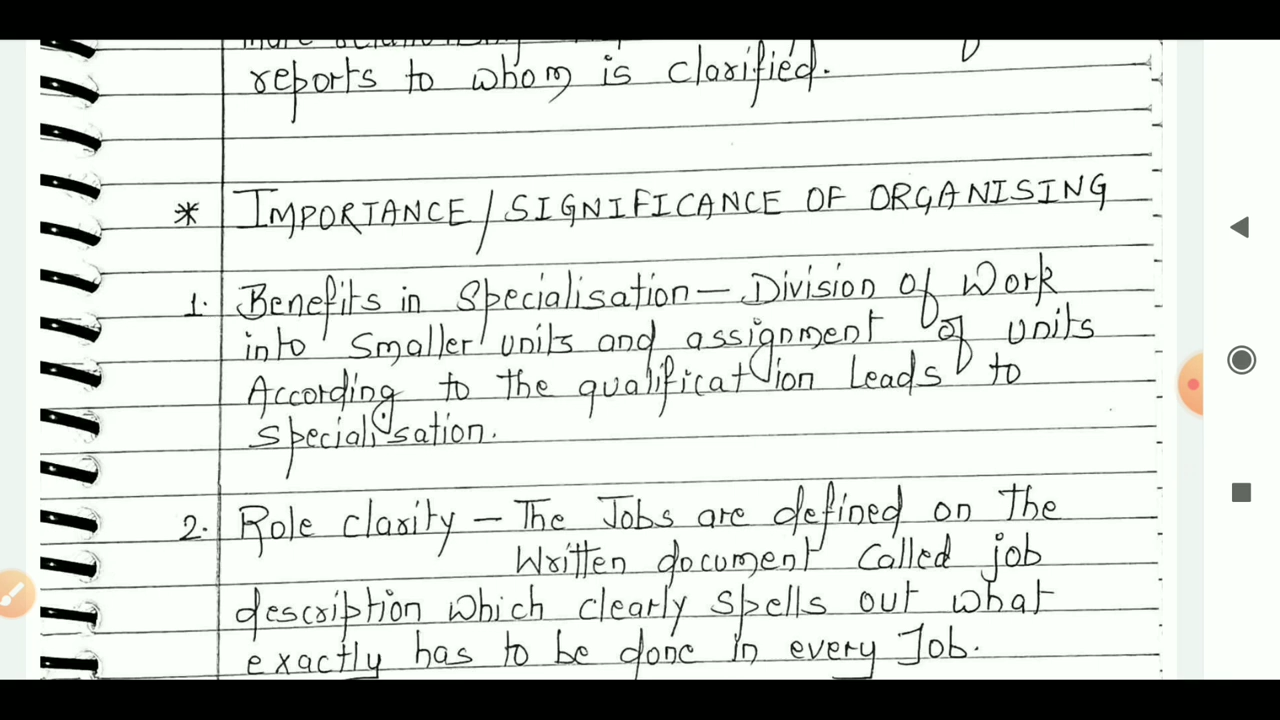 reports to whom is clarified.
* IMPORTANCE / SIGNIFICANCE OF ORGANISING
1. Benefits in Specialisation – Division of Work
into smaller units and assignment of units
According to the qualification leads to
specialisation.
2. Role clarity – The Jobs are defined on the
Written document called job
description which clearly spells out what
exactly has to be done in every Job.